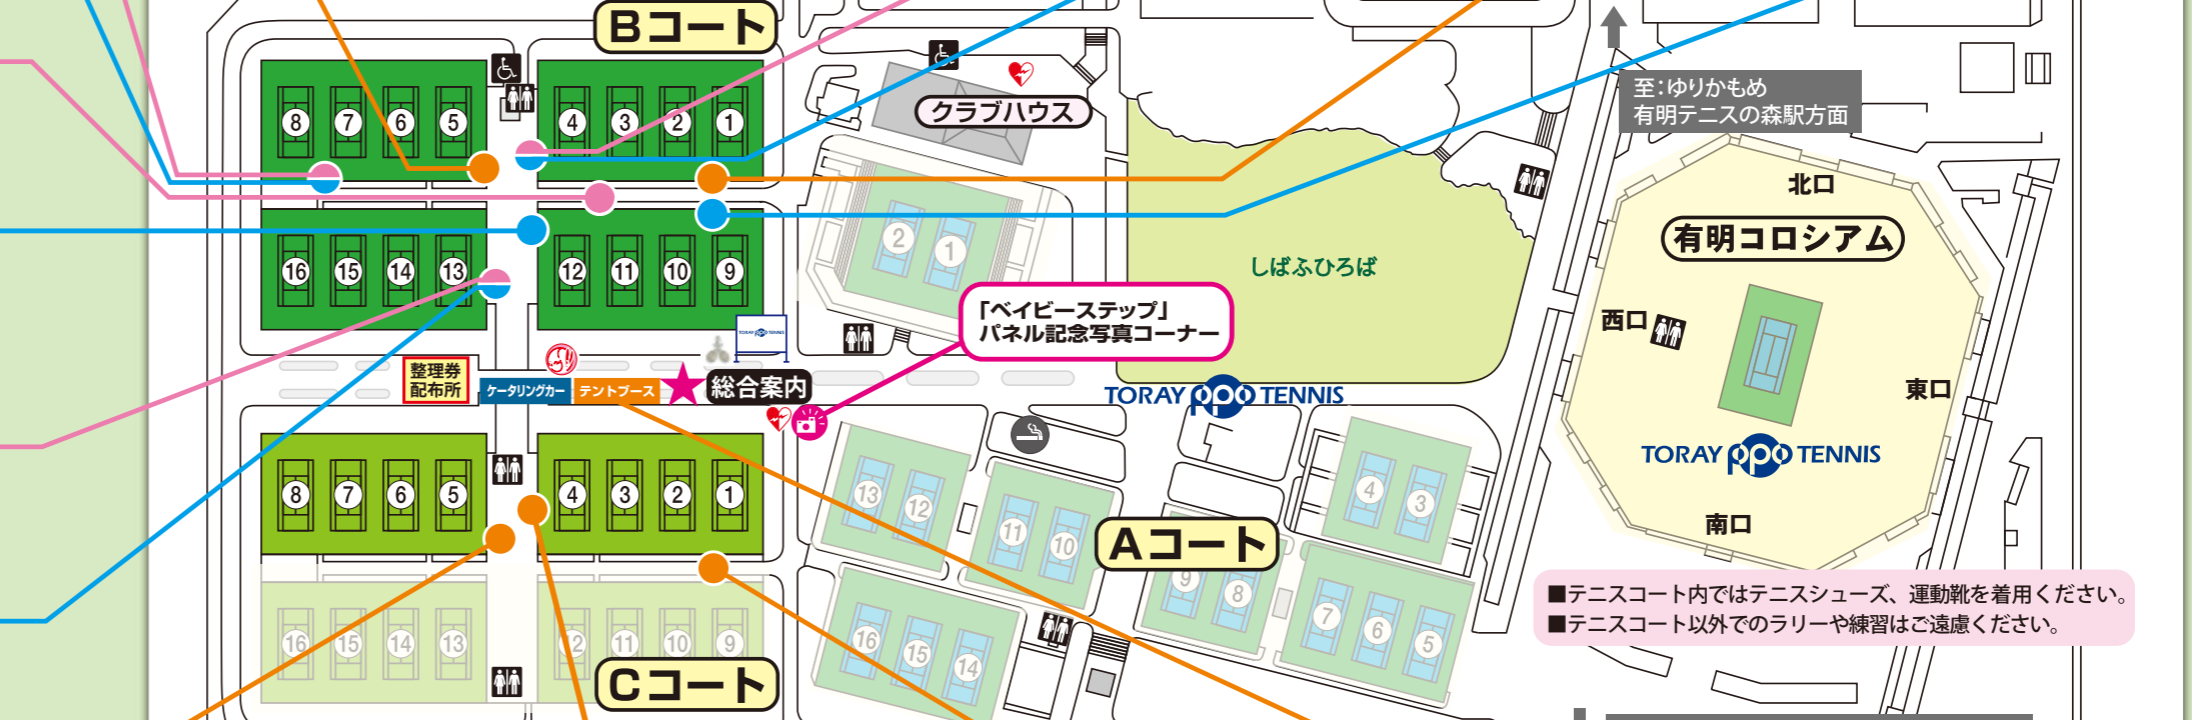 Bコート
8 7 6 5
4 3 2 1
クラブハウス
至：ゆりかもめ
有明テニスの森駅方面
北口
有明コロシアム
16 15 14 13
12 11 10 9
2 1
しばふひろば
「ベイビーステップ」
パネル記念写真コーナー
西口
東口
TORAY PPO TENNIS
整理券
配布所
ケータリングカー
テントブース
総合案内
TORAY PPO TENNIS
TORAY PPO TENNIS
南口
8 7 6 5
4 3 2 1
13 12
11 10
4 3
Aコート
9 8
7 6 5
16 15 14 13
12 11 10 9
16 15 14
Cコート
■テニスコート内ではテニスシューズ、運動靴を着用ください。
■テニスコート以外でのラリーや練習はご遠慮ください。